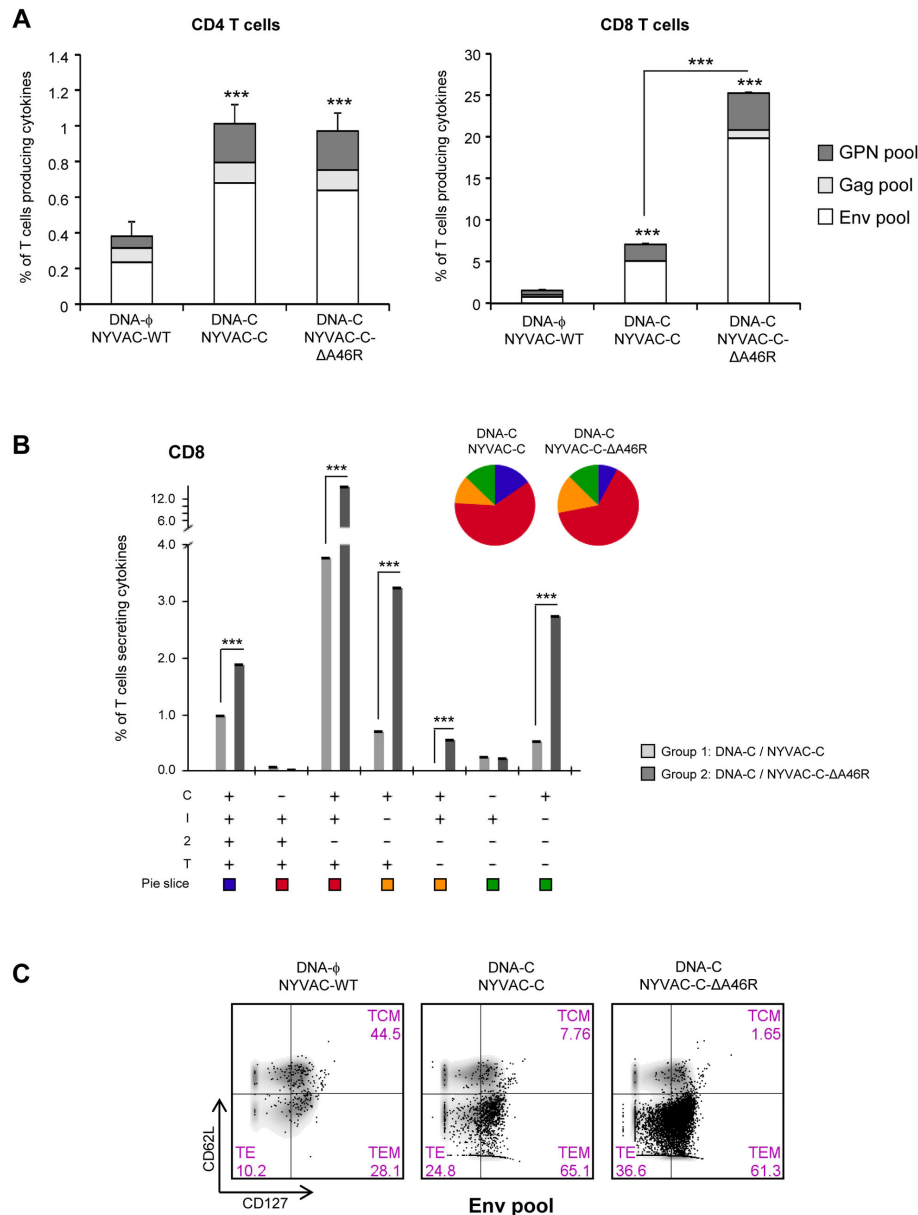 A
CD4 T cells
% of T cells producing cytokines
1.4
1.2
1
0.8
0.6
0.4
0.2
0
***
***
DNA-ϕ
NYVAC-WT
DNA-C
NYVAC-C
DNA-C
NYVAC-C-
ΔA46R
CD8 T cells
% of T cells producing cytokines
30
25
20
15
10
5
0
***
***
***
DNA-ϕ
NYVAC-WT
DNA-C
NYVAC-C
DNA-C
NYVAC-C-
ΔA46R
GPN pool
Gag pool
Env pool
B
CD8
DNA-C
NYVAC-C
DNA-C
NYVAC-C-ΔA46R
% of T cells secreting cytokines
12.0
6.0
4.0
3.0
2.0
1.0
0.0
***
***
***
***
***
Group 1: DNA-C / NYVAC-C
Group 2: DNA-C / NYVAC-C-ΔA46R
C + – + + + – +
I + + + – + + –
2 + + – – – – –
T + + + + – – –
Pie slice
C
DNA-ϕ
NYVAC-WT
DNA-C
NYVAC-C
DNA-C
NYVAC-C-ΔA46R
TCM
44.5
TE
10.2
TEM
28.1
TCM
7.76
TE
24.8
TEM
65.1
TCM
1.65
TE
36.6
TEM
61.3
CD62L
CD127
Env pool